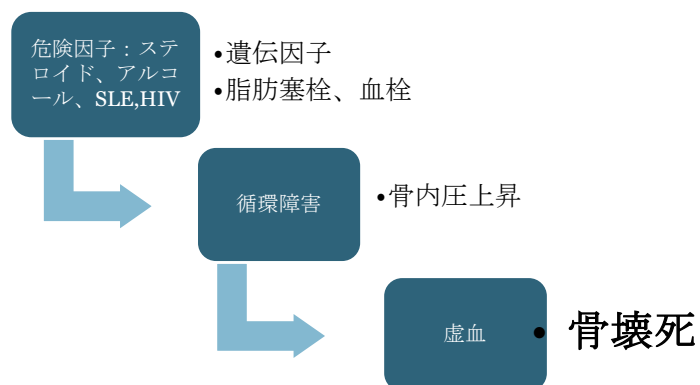 危険因子：ステ
ロイド、アルコ
ール、SLE,HIV
•遺伝因子
•脂肪塞栓、血栓
循環障害
•骨内圧上昇
虚血
• 骨壊死